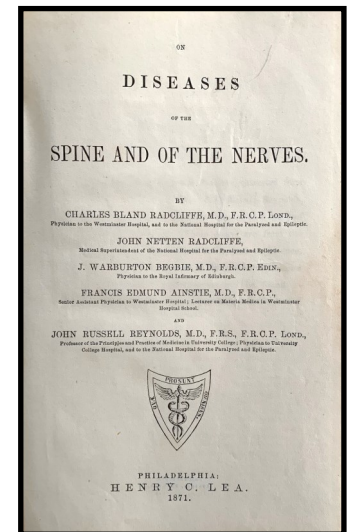 ON
DISEASES
OF THE
SPINE AND OF THE NERVES.
BY
CHARLES BLAND RADCLIFFE, M.D., F.R.C.P. LOND.,
Physician to the Westminster Hospital, and to the National Hospital for the Paralyzed and Epileptic.
JOHN NETTEN RADCLIFFE,
Medical Superintendent of the National Hospital for the Paralyzed and Epileptic.
J. WARBURTON BEGBIE, M.D., F.R.C.P. EDIN.,
Physician to the Royal Infirmary of Edinburgh.
FRANCIS EDMUND AINSTIE, M.D., F.R.C.P.,
Senior Assistant Physician to Westminster Hospital; Lecturer on Materia Medica in Westminster
Hospital School.
AND
JOHN RUSSELL REYNOLDS, M.D., F.R.S., F.R.C.P. LOND.,
Professor of the Principles and Practice of Medicine in University College; Physician to University
College Hospital, and to the National Hospital for the Paralyzed and Epileptic.
PROSUNT
PHILADELPHIA:
HENRY C. LEA.
1871.